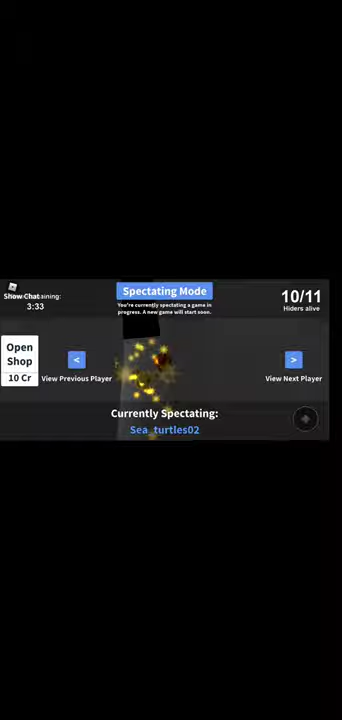 Spectating Mode
You're currently spectating a game in
progress. A new game will start soon.
Show Chat
aining:
3:33
10/11
Hiders alive
Open
Shop
10 Cr
<
View Previous Player
>
View Next Player
Currently Spectating:
Sea_turtles02